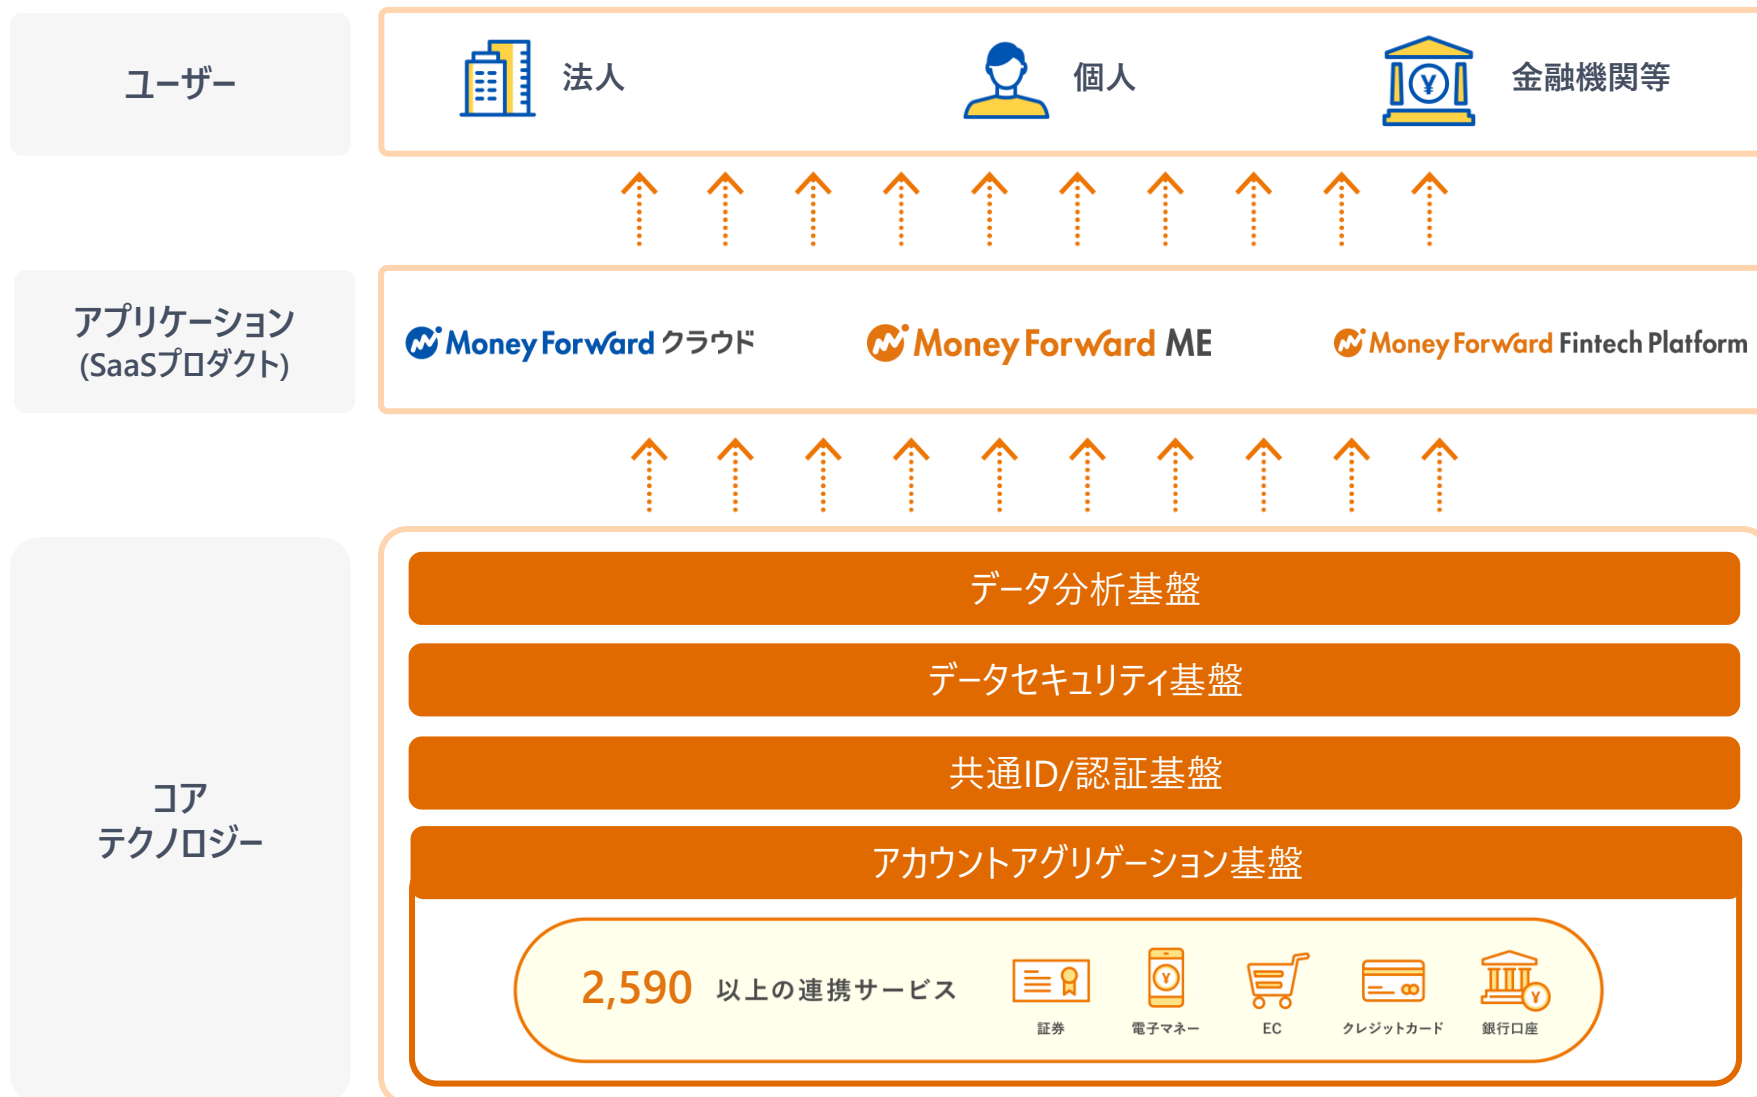 ユーザー
法人
個人
金融機関等
¥
アプリケーション
(SaaSプロダクト)
Money Forward クラウド
Money Forward ME
Money Forward Fintech Platform
コア
テクノロジー
データ分析基盤
データセキュリティ基盤
共通ID/認証基盤
アカウントアグリゲーション基盤
2,590 以上の連携サービス
¥
¥
証券
電子マネー
EC
クレジットカード
銀行口座